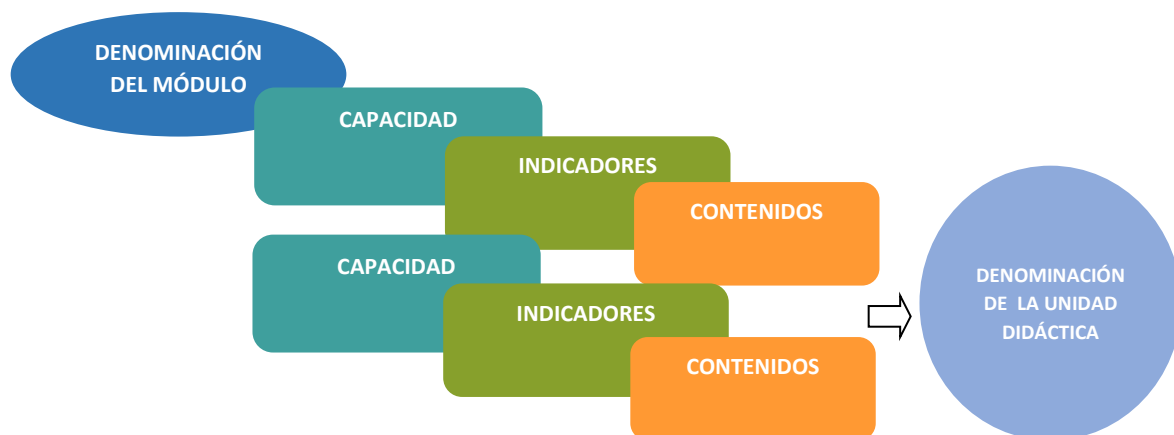 DENOMINACIÓN
DEL MÓDULO
CAPACIDAD
INDICADORES
CONTENIDOS
CAPACIDAD
INDICADORES
CONTENIDOS
DENOMINACIÓN
DE LA UNIDAD
DIDÁCTICA